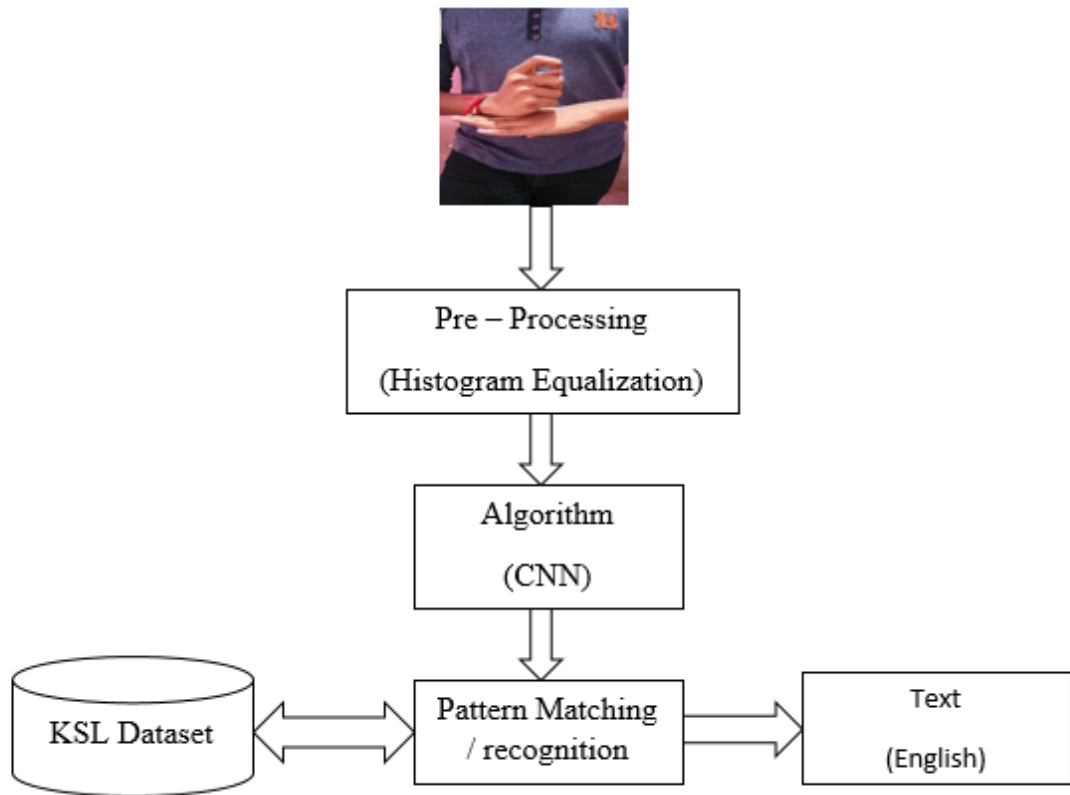 Pre – Processing
(Histogram Equalization)
Algorithm
(CNN)
KSL Dataset
Pattern Matching
/ recognition
Text
(English)